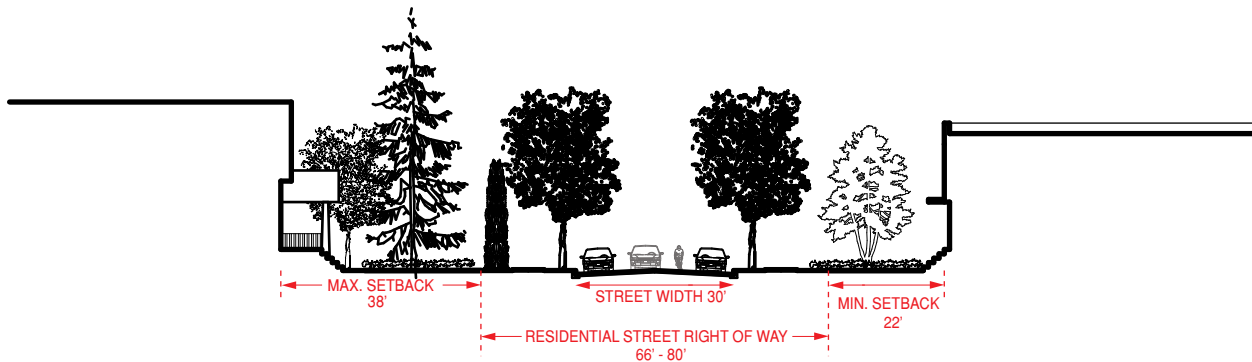 MAX. SETBACK
38'
STREET WIDTH 30'
MIN. SETBACK
22'
RESIDENTIAL STREET RIGHT OF WAY
66' - 80'